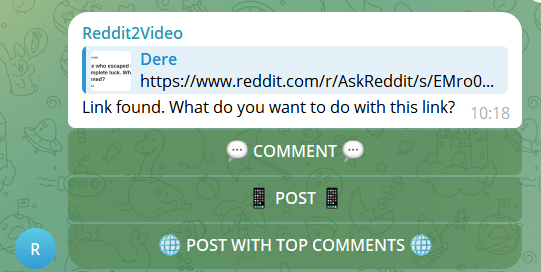 Reddit2Video
Dere
https://www.reddit.com/r/AskReddit/s/EMro0...
e who escaped
mplete luck. Wh
ned?
Link found. What do you want to do with this link?
10:18
COMMENT
POST
R
POST WITH TOP COMMENTS